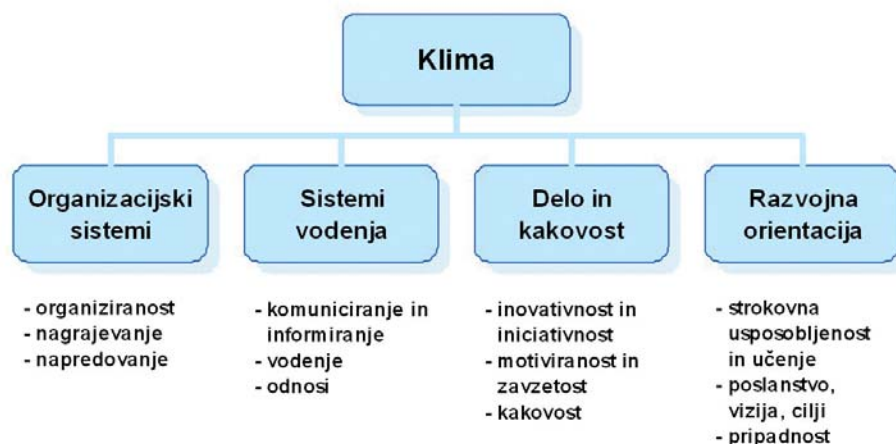 Klima
Organizacijski
sistemi
- organiziranost
- nagrajevanje
- napredovanje
Sistemi
vodenja
- komuniciranje in
informiranje
- vodenje
- odnosi
Delo in
kakovost
- inovativnost in
iniciativnost
- motiviranost in
zavzetost
- kakovost
Razvojna
orientacija
- strokovna
usposobljenost
in učenje
- poslanstvo,
vizija, cilji
- pripadnost